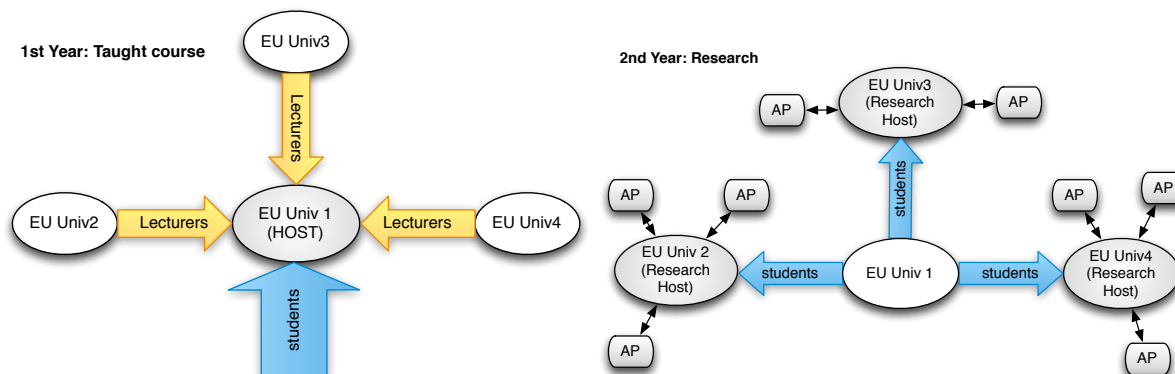 1st Year: Taught course
EU Univ3
Lecturers
EU Univ2
Lecturers
EU Univ 1
(HOST)
Lecturers
EU Univ4
students
2nd Year: Research
EU Univ3
(Research
Host)
AP
AP
students
AP
AP
EU Univ 2
(Research
Host)
AP
students
EU Univ 1
students
AP
AP
EU Univ4
(Research
Host)
AP